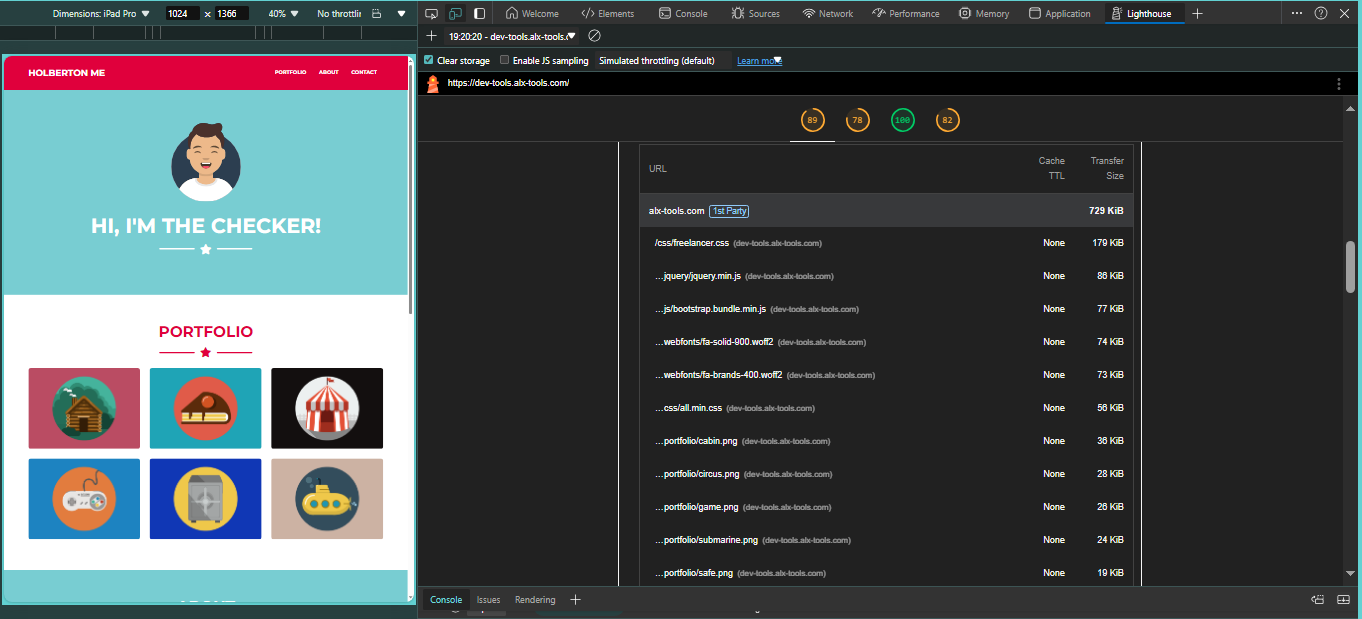 Dimensions: iPad Pro 1024 × 1366 40% No throttlin
Welcome Elements Console Sources Network Performance Memory Application Lighthouse
19:20:20 - dev-tools.alx-tools.c
Clear storage Enable JS sampling Simulated throttling (default) Learn more
https://dev-tools.alx-tools.com/
89 78 100 82
HOLBERTON ME PORTFOLIO ABOUT CONTACT
HI, I'M THE CHECKER!
PORTFOLIO
ABOUT
URL Cache TTL Transfer Size
alx-tools.com 1st Party 729 KiB
/css/freelancer.css (dev-tools.alx-tools.com) None 179 KiB
…jquery/jquery.min.js (dev-tools.alx-tools.com) None 86 KiB
…js/bootstrap.bundle.min.js (dev-tools.alx-tools.com) None 77 KiB
…webfonts/fa-solid-900.woff2 (dev-tools.alx-tools.com) None 74 KiB
…webfonts/fa-brands-400.woff2 (dev-tools.alx-tools.com) None 73 KiB
…css/all.min.css (dev-tools.alx-tools.com) None 56 KiB
…portfolio/cabin.png (dev-tools.alx-tools.com) None 36 KiB
…portfolio/circus.png (dev-tools.alx-tools.com) None 28 KiB
…portfolio/game.png (dev-tools.alx-tools.com) None 26 KiB
…portfolio/submarine.png (dev-tools.alx-tools.com) None 24 KiB
…portfolio/safe.png (dev-tools.alx-tools.com) None 19 KiB
Console Issues Rendering